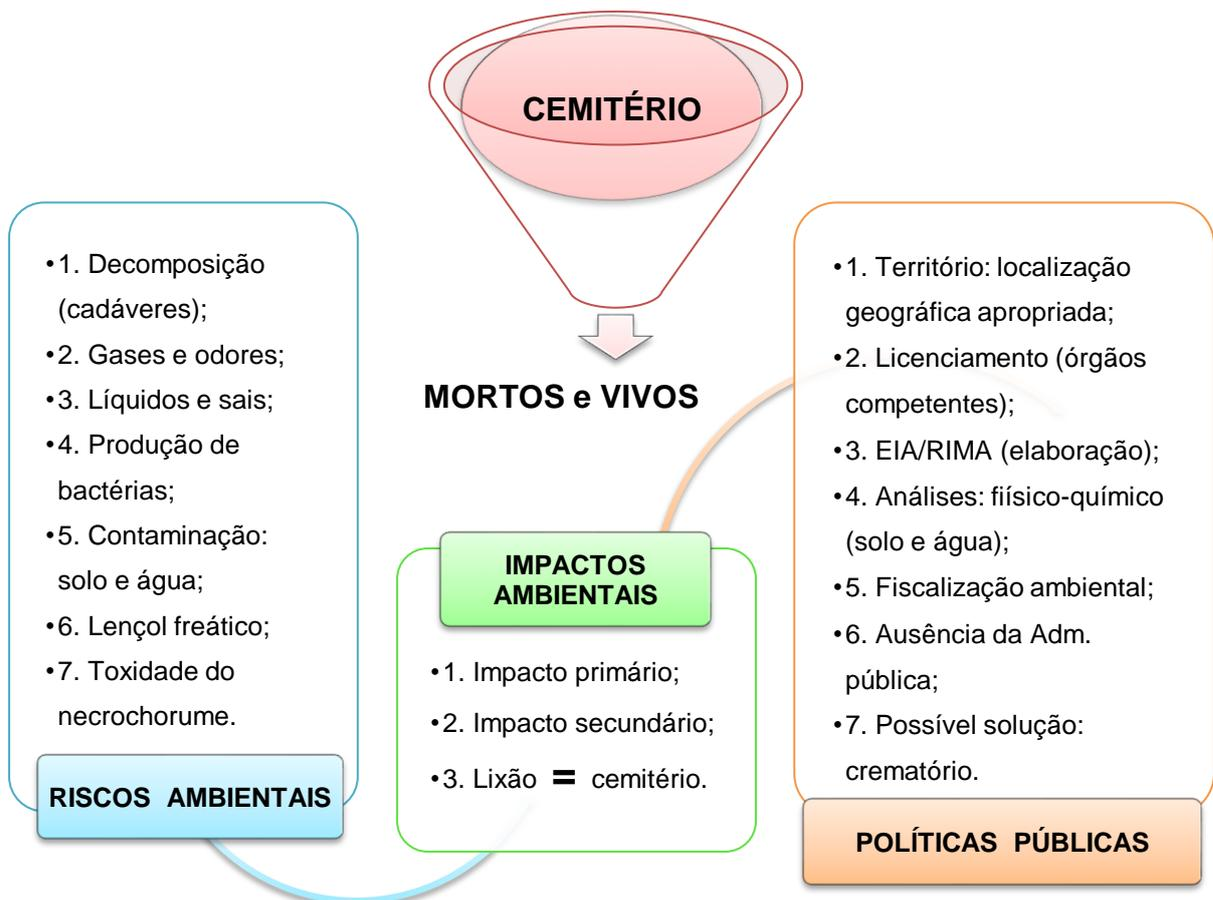 CEMITÉRIO
MORTOS e VIVOS
•1. Decomposição
(cadáveres);
•2. Gases e odores;
•3. Líquidos e sais;
•4. Produção de
bactérias;
•5. Contaminação:
solo e água;
•6. Lençol freático;
•7. Toxidade do
necrochorume.
RISCOS AMBIENTAIS
IMPACTOS
AMBIENTAIS
•1. Impacto primário;
•2. Impacto secundário;
•3. Lixão = cemitério.
•1. Território: localização
geográfica apropriada;
•2. Licenciamento (órgãos
competentes);
•3. EIA/RIMA (elaboração);
•4. Análises: fiísico-químico
(solo e água);
•5. Fiscalização ambiental;
•6. Ausência da Adm.
pública;
•7. Possível solução:
crematório.
POLÍTICAS PÚBLICAS